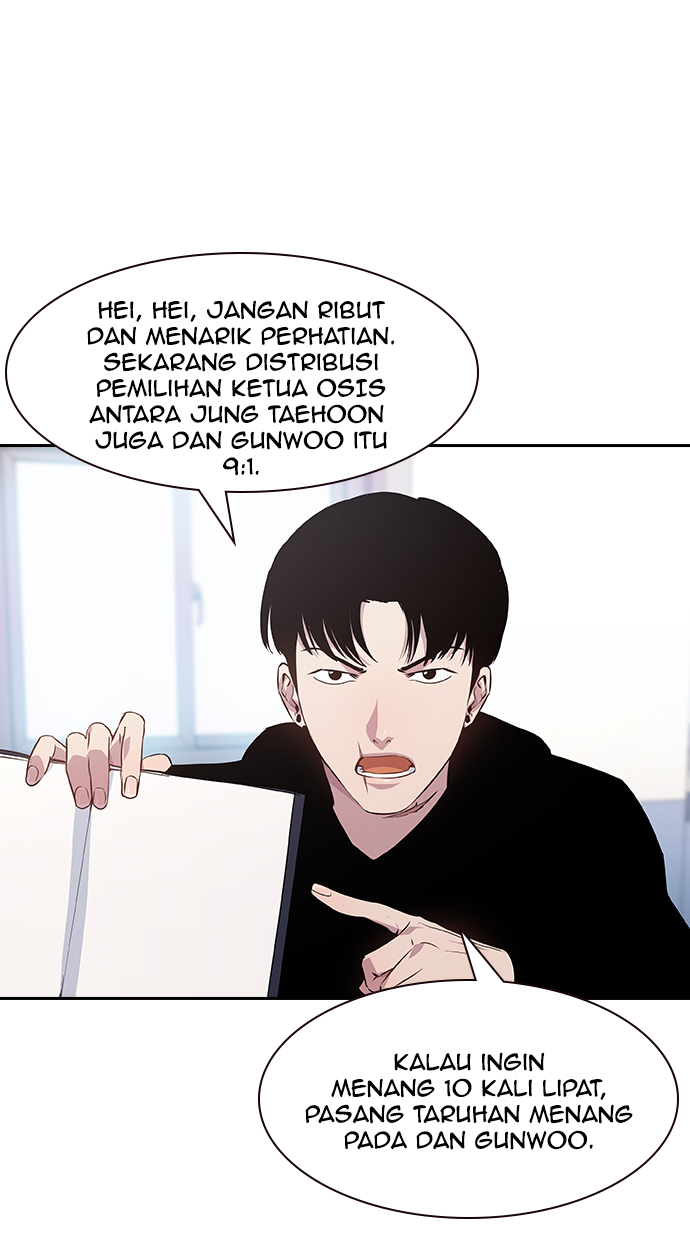 HEI, HEI, JANGAN RIBUT
DAN MENARIK PERHATIAN.
SEKARANG DISTRIBUSI
PEMILIHAN KETUA OSIS
ANTARA JUNG TAEHOON
JUGA DAN GUNWOO ITU
9:1.
KALAU INGIN
MENANG 10 KALI LIPAT,
PASANG TARUHAN MENANG
PADA DAN GUNWOO.